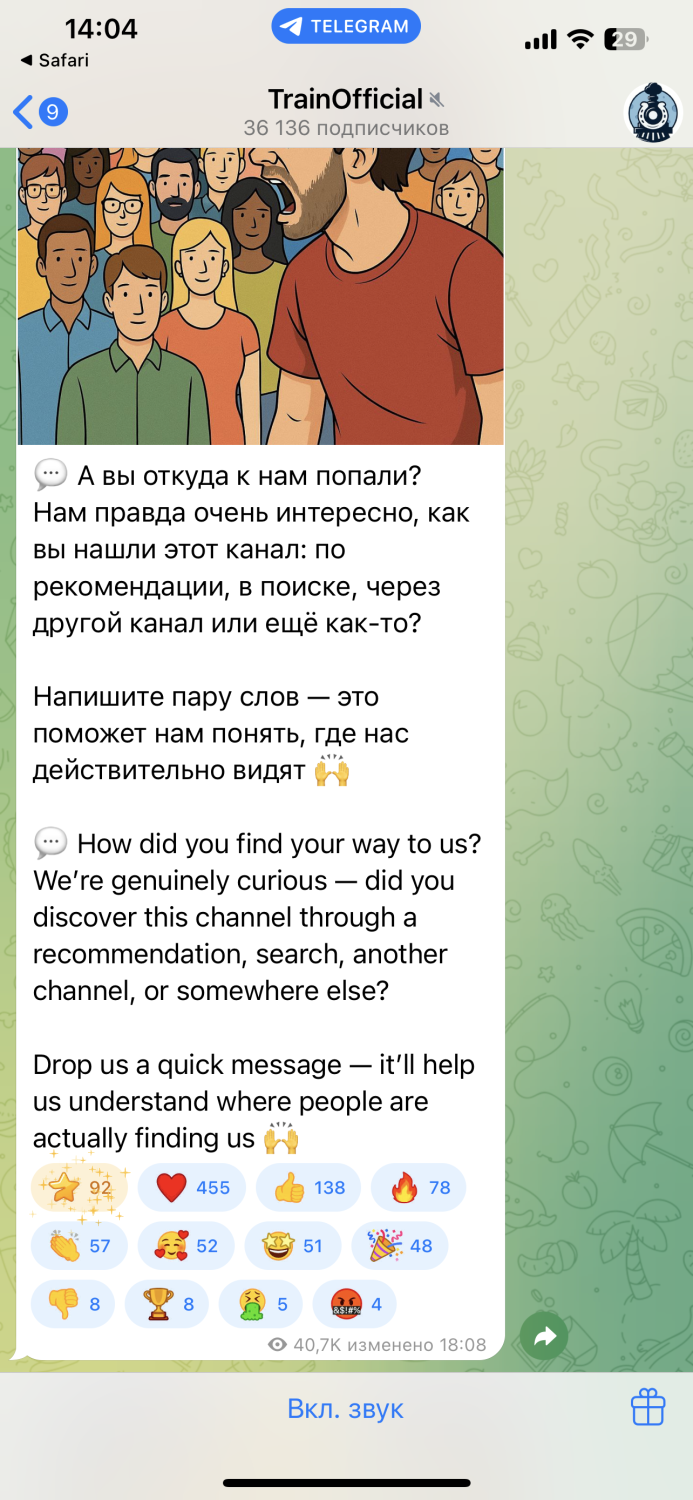 14:04
TELEGRAM
29
◀ Safari
9
TrainOfficial
36 136 подписчиков
💬 А вы откуда к нам попали?
Нам правда очень интересно, как
вы нашли этот канал: по
рекомендации, в поиске, через
другой канал или ещё как-то?
Напишите пару слов — это
поможет нам понять, где нас
действительно видят 🙌
💬 How did you find your way to us?
We’re genuinely curious — did you
discover this channel through a
recommendation, search, another
channel, or somewhere else?
Drop us a quick message — it’ll help
us understand where people are
actually finding us 🙌
⭐ 92 ❤️ 455 👍 138 🔥 78
👏 57 🥰 52 🤩 51 🎉 48
👎 8 🏆 8 🤮 5 🤬 4
40,7K изменено 18:08
Вкл. звук